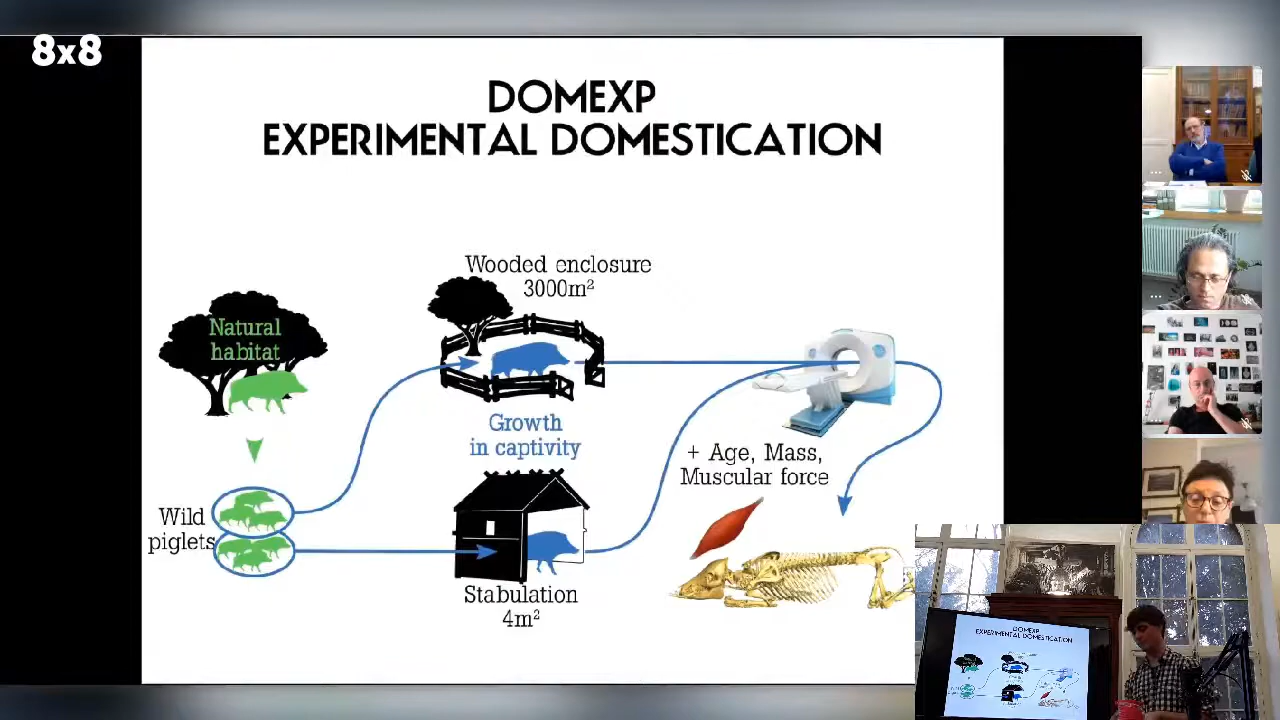 8x8
DOMEXP
EXPERIMENTAL DOMESTICATION
Wooded enclosure
3000m²
Natural
habitat
Growth
in captivity
+ Age, Mass,
Muscular force
Wild
piglets
Stabulation
4m²
DOMEXP
EXPERIMENTAL DOMESTICATION